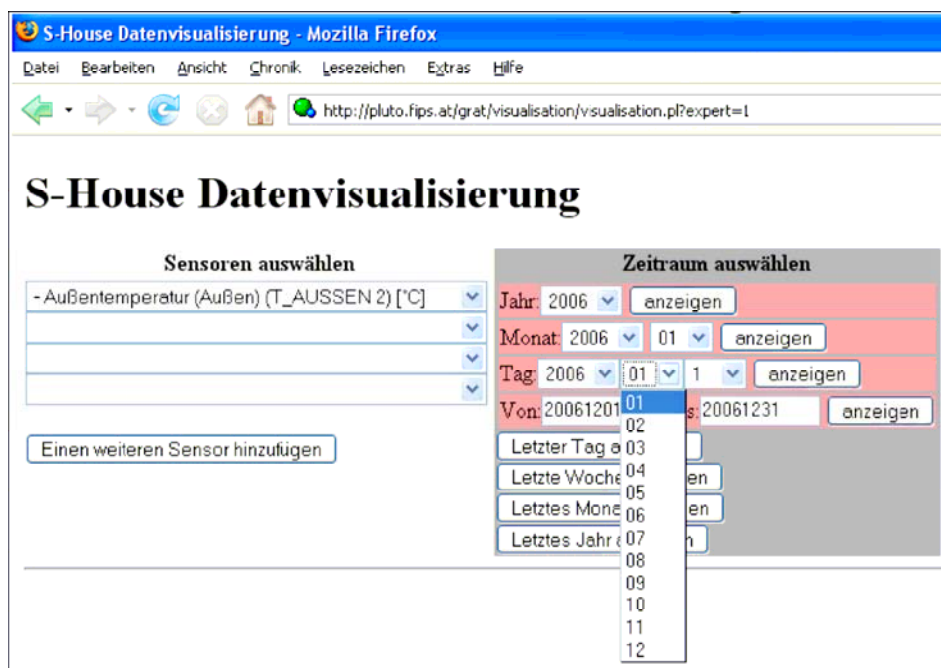 S-House Datenvisualisierung - Mozilla Firefox
Datei Bearbeiten Ansicht Chronik Lesezeichen Extras Hilfe
http://pluto.fips.at/grat/visualisation/visualisation.pl?expert=1
S-House Datenvisualisierung
Sensoren auswählen
- Außentemperatur (Außen) (T_AUSSEN 2) [°C]
Einen weiteren Sensor hinzufügen
Zeitraum auswählen
Jahr: 2006 anzeigen
Monat: 2006 01 anzeigen
Tag: 2006 01 1 anzeigen
Von: 20061201 s: 20061231 anzeigen
Letzter Tag a
Letzte Woche en
Letztes Mona en
Letztes Jahr n
01
02
03
04
05
06
07
08
09
10
11
12